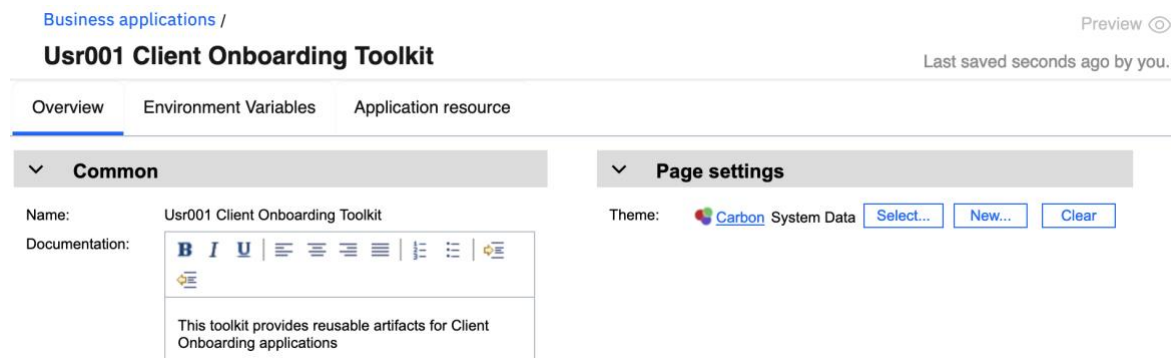 Business applications /
Preview
Usr001 Client Onboarding Toolkit
Last saved seconds ago by you.
Overview Environment Variables Application resource
Common
Page settings
Name: Usr001 Client Onboarding Toolkit
Theme: Carbon System Data Select... New... Clear
Documentation:
B I U
This toolkit provides reusable artifacts for Client
Onboarding applications